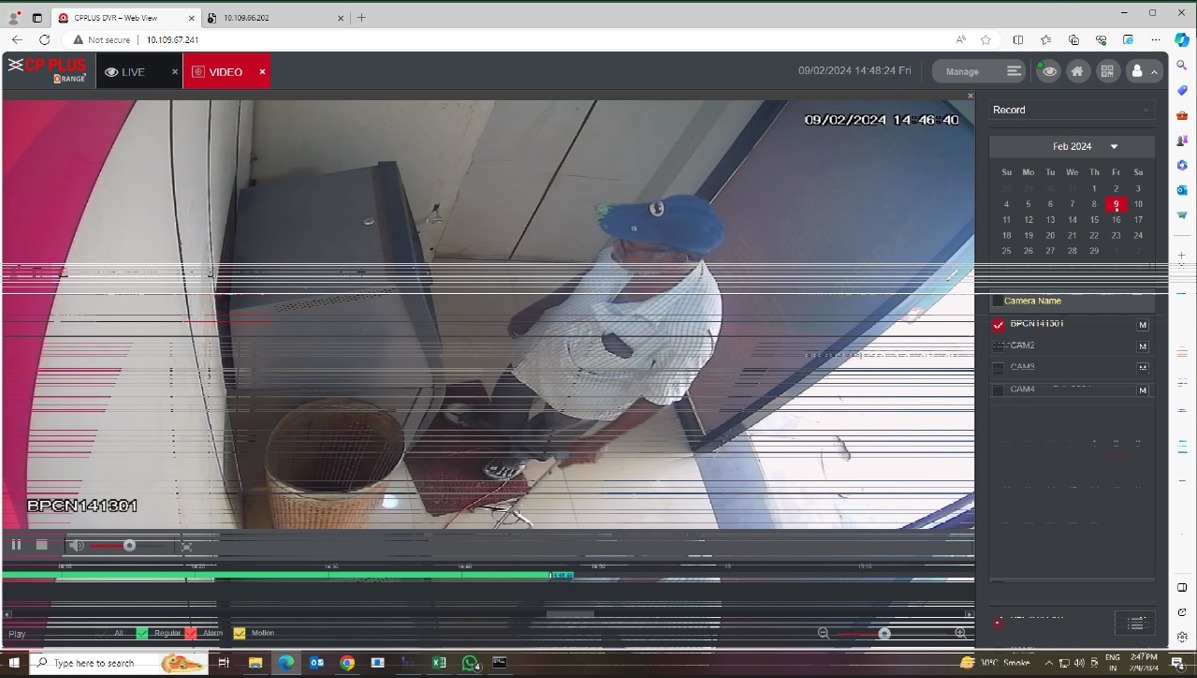 CPPLUS DVR – Web View
10.109.66.202
Not secure
10.109.67.241
CP PLUS
ORANGE
LIVE
VIDEO
09/02/2024 14:48:24 Fri
Manage
09/02/2024 14:46:40
BPCN141301
Record
Feb 2024
Su Mo Tu We Th Fr Sa
28 29 30 31 1 2 3
4 5 6 7 8 9 10
11 12 13 14 15 16 17
18 19 20 21 22 23 24
25 26 27 28 29 1 2
Camera Name
BPCN141301 M
CAM2 M
CAM3 M
CAM4 M
14:30 14:40
Play
All Regular Alarm Motion
Type here to search
30°C Smoke
ENG
IN
2:47 PM
2/9/2024